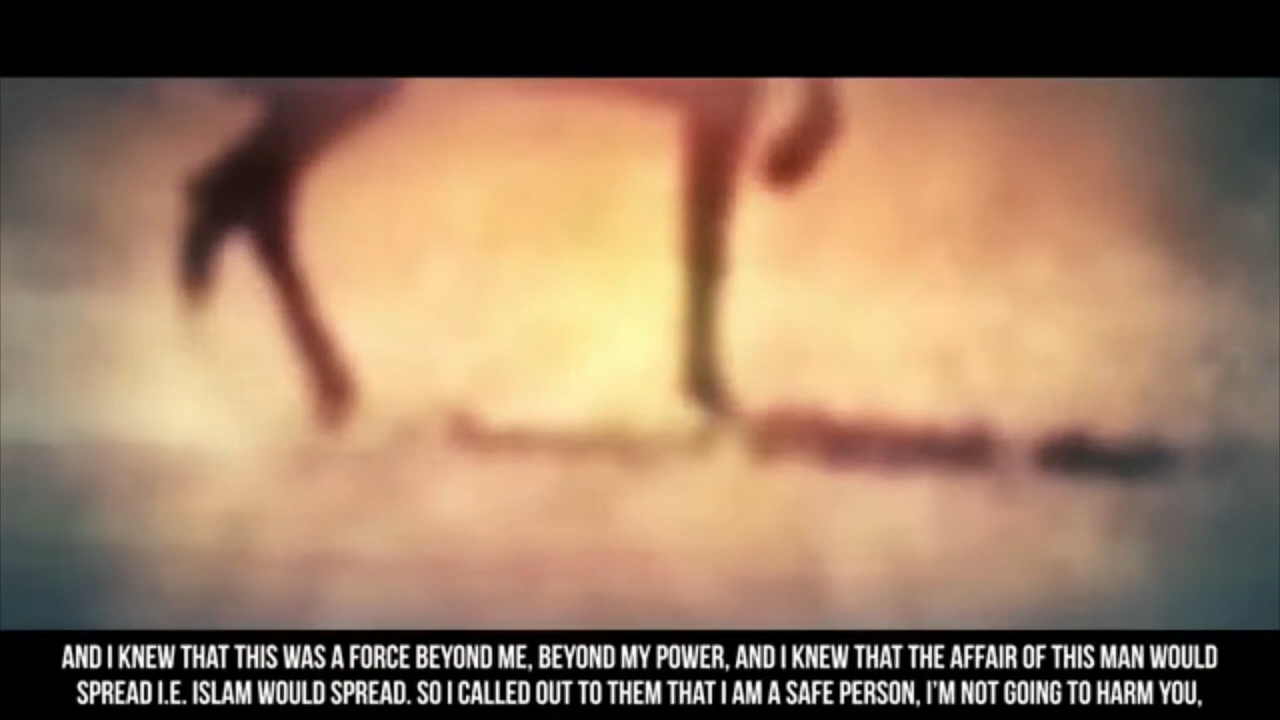 AND I KNEW THAT THIS WAS A FORCE BEYOND ME, BEYOND MY POWER, AND I KNEW THAT THE AFFAIR OF THIS MAN WOULD
SPREAD I.E. ISLAM WOULD SPREAD. SO I CALLED OUT TO THEM THAT I AM A SAFE PERSON, I'M NOT GOING TO HARM YOU,